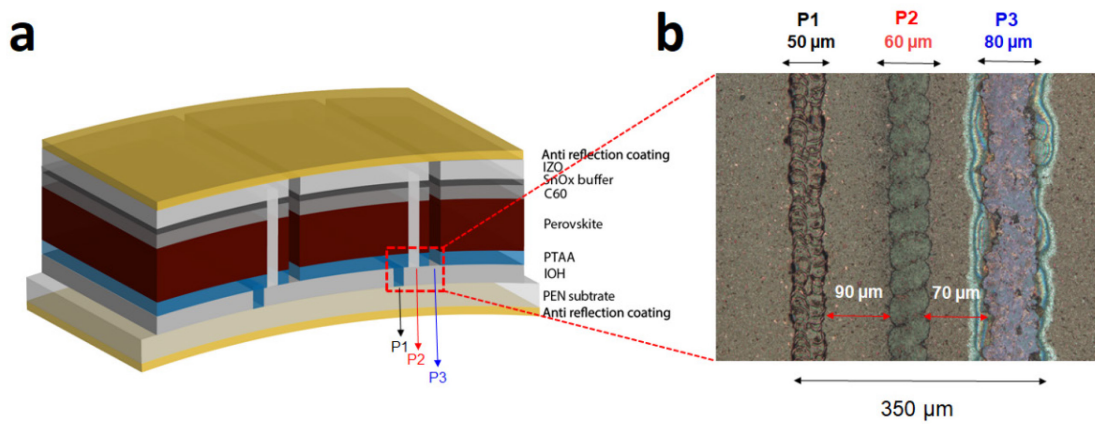 a
Anti reflection coating
IZO
SnOx buffer
C60
Perovskite
PTAA
IOH
PEN subtrate
Anti reflection coating
P1
P2
P3
b
P1
50 µm
P2
60 µm
P3
80 µm
90 µm
70 µm
350 µm